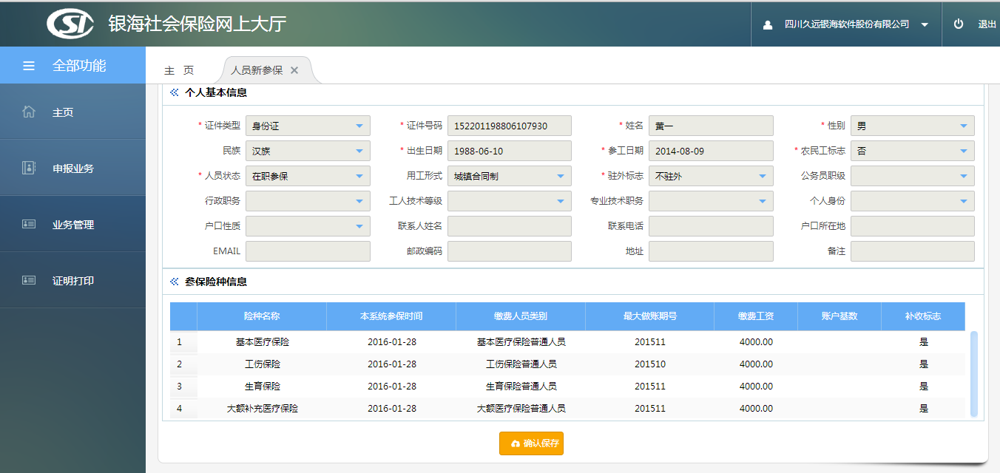 银海社会保险网上大厅 四川久远银海软件股份有限公司 退出
全部功能
主页
申报业务
业务管理
证明打印
主 页 人员新参保
个人基本信息
* 证件类型 身份证 * 证件号码 152201198806107930 * 姓名 黄一 * 性别 男
民族 汉族 * 出生日期 1988-06-10 * 参工日期 2014-08-09 * 农民工标志 否
* 人员状态 在职参保 用工形式 城镇合同制 * 驻外标志 不驻外 公务员职级
行政职务 工人技术等级 专业技术职务 个人身份
户口性质 联系人姓名 联系电话 户口所在地
EMAIL 邮政编码 地址 备注
参保险种信息
险种名称 本系统参保时间 缴费人员类别 最大做账期号 缴费工资 账户基数 补收标志
1 基本医疗保险 2016-01-28 基本医疗保险普通人员 201511 4000.00 是
2 工伤保险 2016-01-28 工伤保险普通人员 201510 4000.00 是
3 生育保险 2016-01-28 生育保险普通人员 201511 4000.00 是
4 大额补充医疗保险 2016-01-28 大额医疗保险普通人员 201511 4000.00 是
确认保存